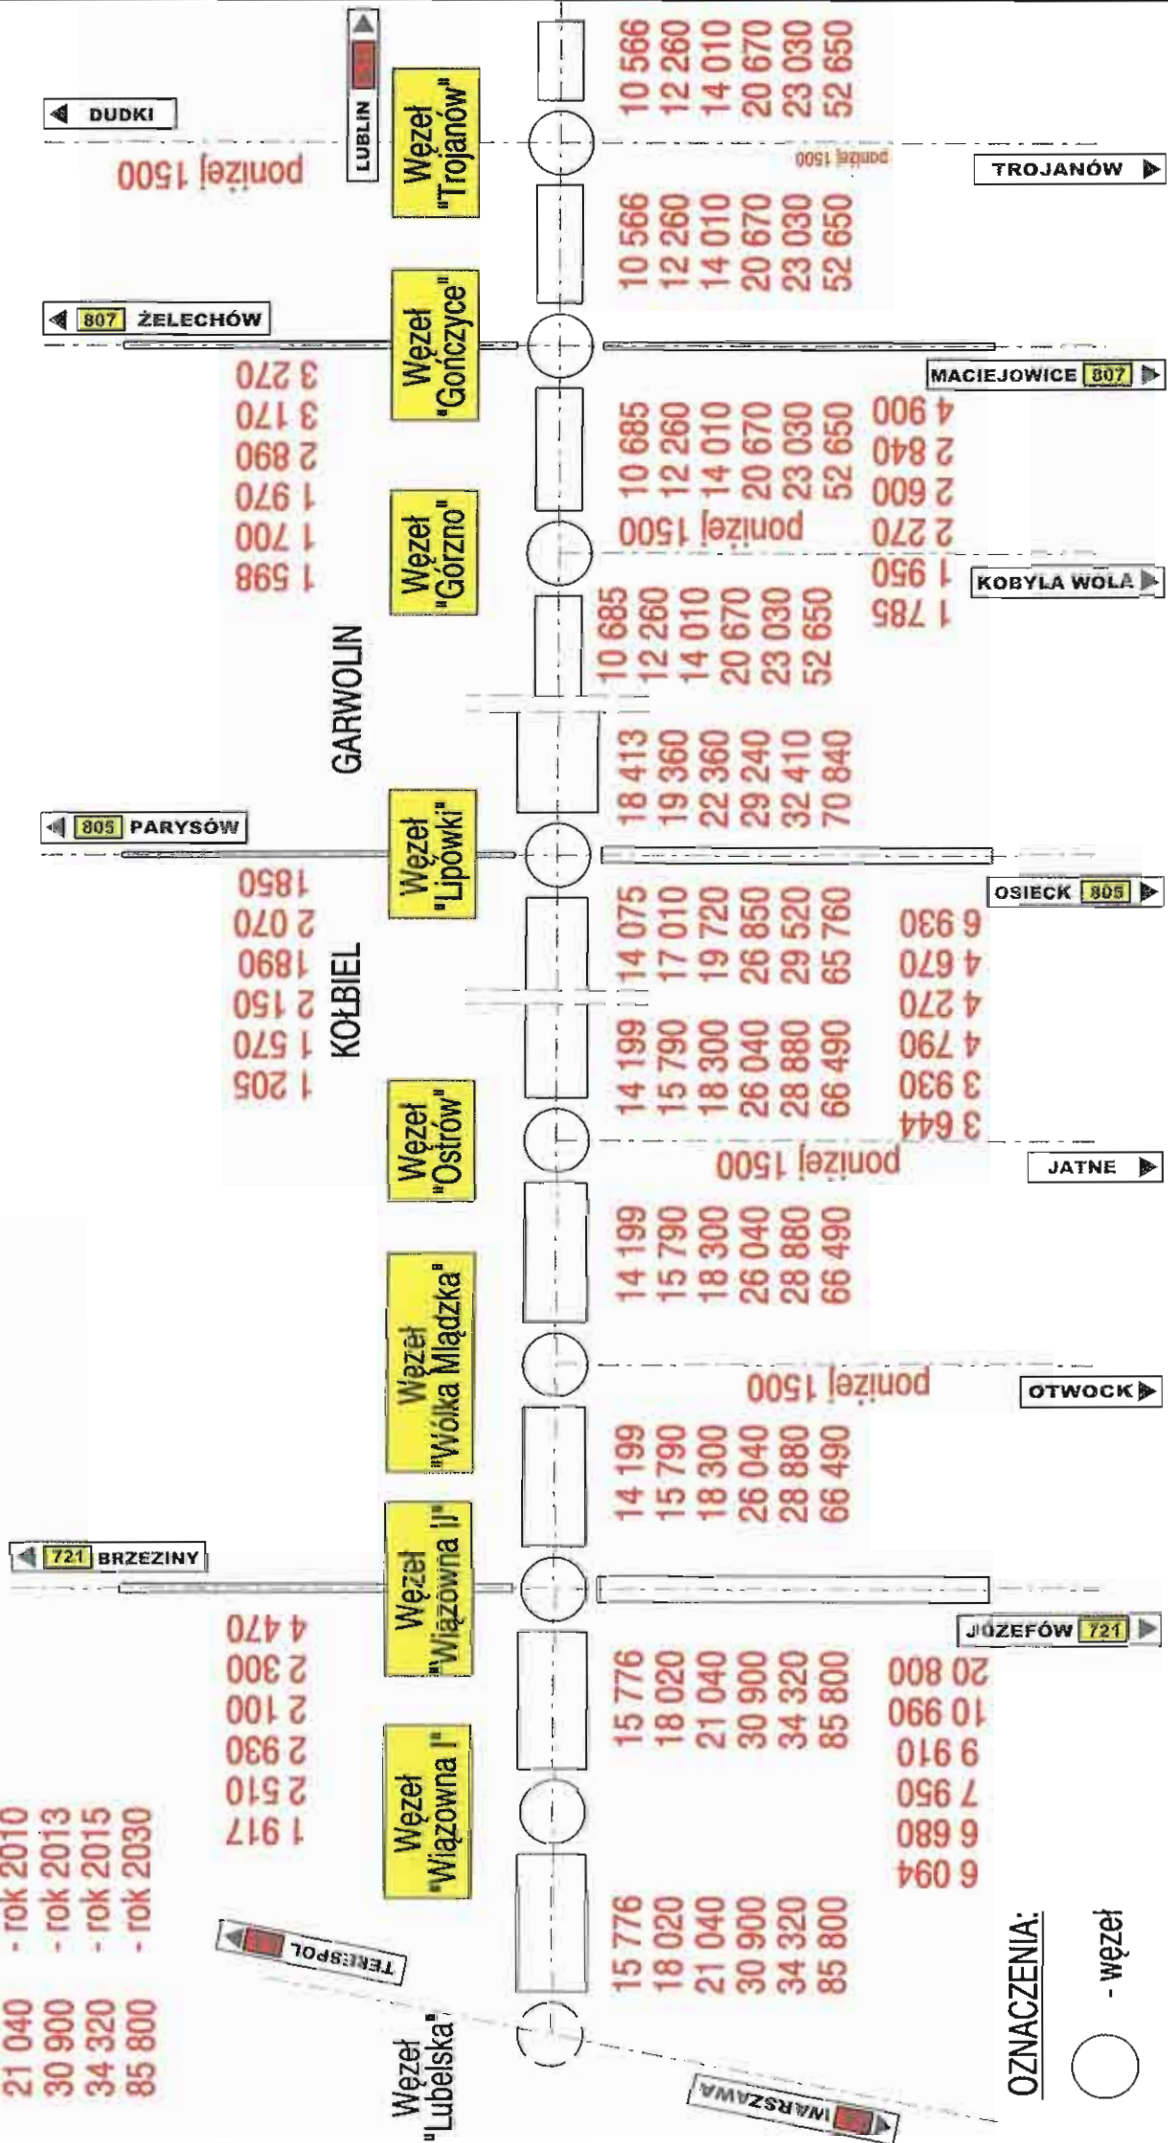 21 040 - rok 2010
30 900 - rok 2013
34 320 - rok 2015
85 800 - rok 2030
Węzeł
"Lubelska"
TERESPOL
WARSZAWA
15 776
18 020
21 040
30 900
34 320
85 800
Węzeł
"Wiązowna I"
15 776
18 020
21 040
30 900
34 320
85 800
721 BRZEZINY
1 917
2 510
2 930
2 100
2 300
4 470
Węzeł
"Wiązowna II"
JÓZEFÓW 721
6 094
6 680
7 950
9 910
10 990
20 800
14 199
15 790
18 300
26 040
28 880
66 490
Węzeł
"Wólka Mlądzka"
poniżej 1500
OTWOCK
14 199
15 790
18 300
26 040
28 880
66 490
Węzeł
"Ostrów"
poniżej 1500
JATNE
14 199
15 790
18 300
26 040
28 880
66 490
KOŁBIEL
14 075
17 010
19 720
26 850
29 520
65 760
805 PARYSÓW
1 205
1 570
2 150
1890
2 070
1850
Węzeł
"Lipówki"
OSIECK 805
3 644
3 930
4 790
4 270
4 670
6 930
18 413
19 360
22 360
29 240
32 410
70 840
GARWOLIN
10 685
12 260
14 010
20 670
23 030
52 650
Węzeł
"Górzno"
poniżej 1500
KOBYLA WOLA
10 685
12 260
14 010
20 670
23 030
52 650
807 ŻELECHÓW
1 598
1 700
1 970
2 890
3 170
3 270
Węzeł
"Gończyce"
MACIEJOWICE 807
1 785
1 950
2 270
2 600
2 840
4 900
10 566
12 260
14 010
20 670
23 030
52 650
DUDKI
poniżej 1500
LUBLIN
Węzeł
"Trojanów"
poniżej 1500
TROJANÓW
10 566
12 260
14 010
20 670
23 030
52 650
OZNACZENIA:
- węzeł